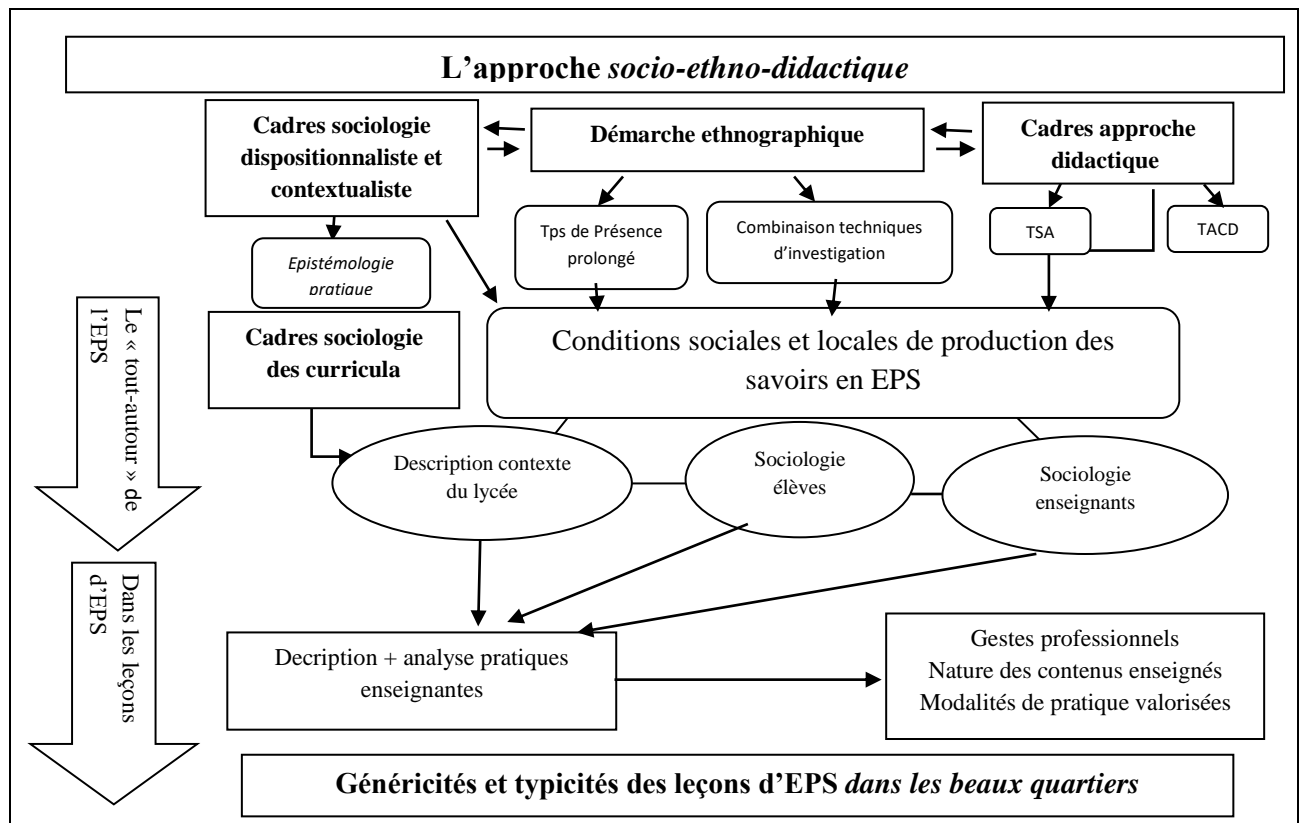 L'approche socio-ethno-didactique
Cadres sociologie
dispositionnaliste et
contextualiste
Démarche ethnographique
Cadres approche
didactique
Epistémologie
pratique
Tps de Présence
prolongé
Combinaison techniques
d'investigation
TSA
TACD
Le « tout-autour » de
l'EPS
Cadres sociologie
des curricula
Conditions sociales et locales de production des
savoirs en EPS
Description contexte
du lycée
Sociologie
élèves
Sociologie
enseignants
Dans les leçons
d'EPS
Decription + analyse pratiques
enseignantes
Gestes professionnels
Nature des contenus enseignés
Modalités de pratique valorisées
Généricités et typicités des leçons d'EPS dans les beaux quartiers